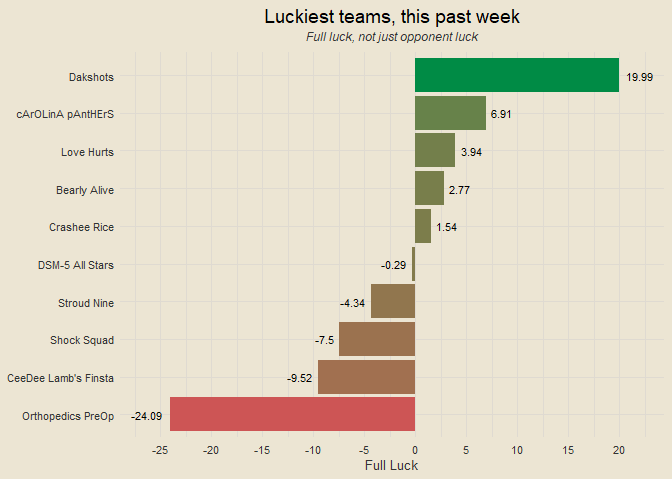 Luckiest teams, this past week
Full luck, not just opponent luck
Dakshots 19.99
cArOLinA pAntHErS 6.91
Love Hurts 3.94
Bearly Alive 2.77
Crashee Rice 1.54
DSM-5 All Stars -0.29
Stroud Nine -4.34
Shock Squad -7.5
CeeDee Lamb's Finsta -9.52
Orthopedics PreOp -24.09
-25 -20 -15 -10 -5 0 5 10 15 20
Full Luck